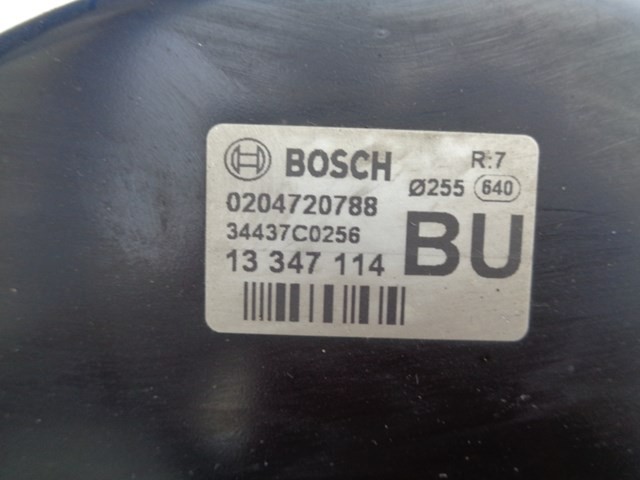 BOSCH R:7
Ø255 640
0204720788
34437C0256
13 347 114 BU